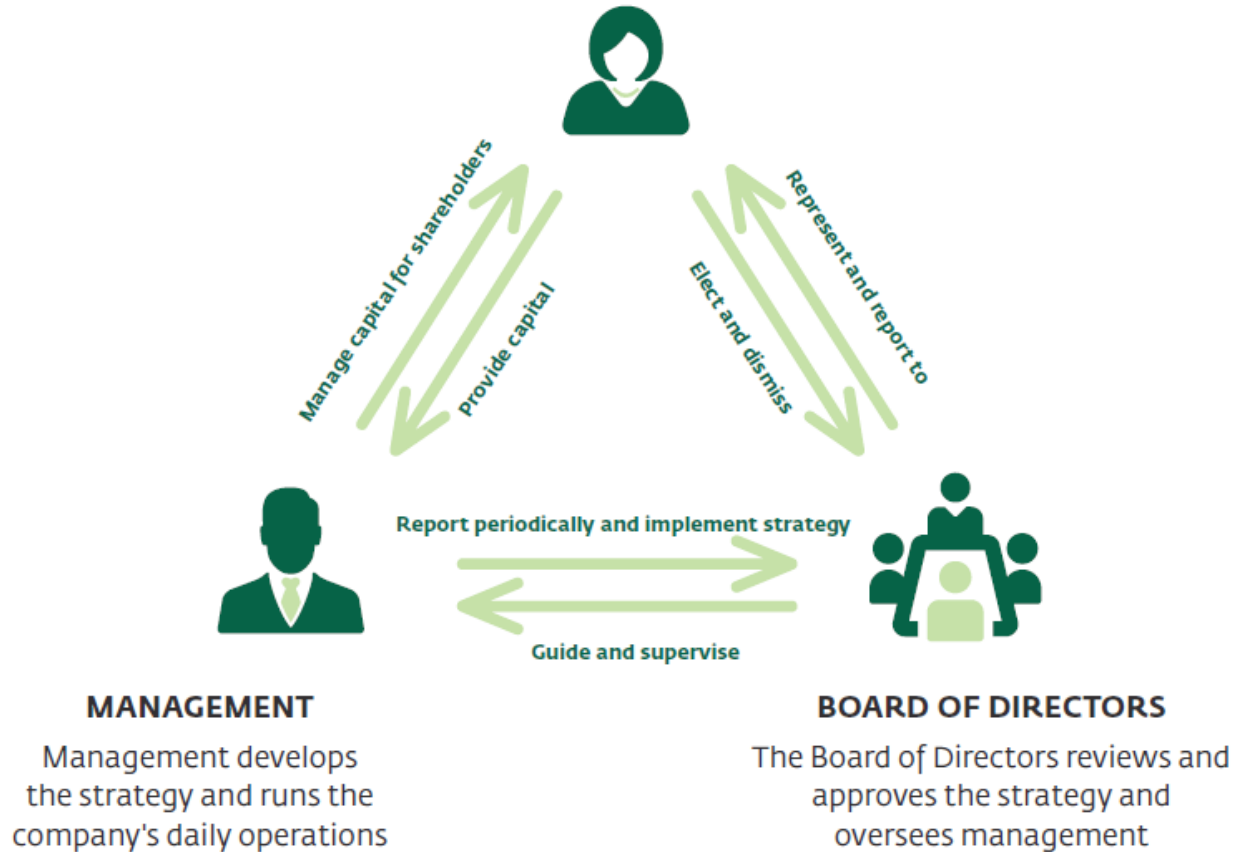 Manage capital for shareholders
Provide capital
Elect and dismiss
Represent and report to
Report periodically and implement strategy
Guide and supervise
MANAGEMENT
Management develops
the strategy and runs the
company's daily operations
BOARD OF DIRECTORS
The Board of Directors reviews and
approves the strategy and
oversees management